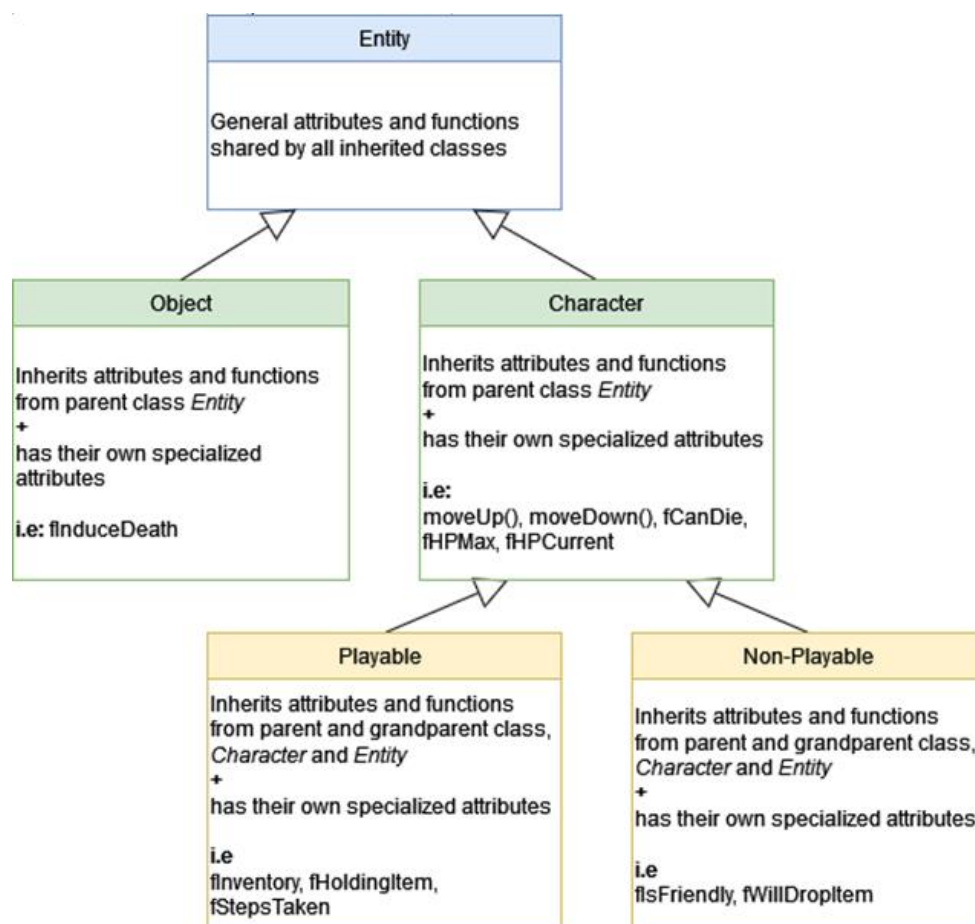 Entity
General attributes and functions
shared by all inherited classes
Object
Inherits attributes and functions
from parent class Entity
+
has their own specialized
attributes
i.e: fInduceDeath
Character
Inherits attributes and functions
from parent class Entity
+
has their own specialized attributes
i.e:
moveUp(), moveDown(), fCanDie,
fHPMax, fHPCurrent
Playable
Inherits attributes and functions
from parent and grandparent class,
Character and Entity
+
has their own specialized attributes
i.e
fInventory, fHoldingItem,
fStepsTaken
Non-Playable
Inherits attributes and functions
from parent and grandparent class,
Character and Entity
+
has their own specialized attributes
i.e
fIsFriendly, fWillDropItem